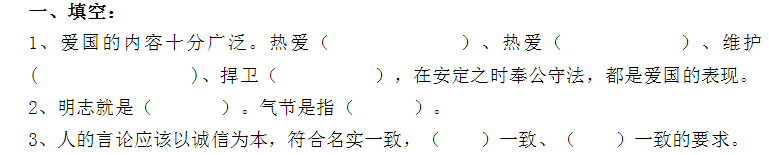 一、填空：
1、爱国的内容十分广泛。热爱（　　　　　　　）、热爱（　　　　　　）、维护
(　　　　　　　　)、捍卫（　　　　　），在安定之时奉公守法，都是爱国的表现。
2、明志就是（　　　　）。气节是指（　　　　）。
3、人的言论应该以诚信为本，符合名实一致，（　　）一致、（　　）一致的要求。